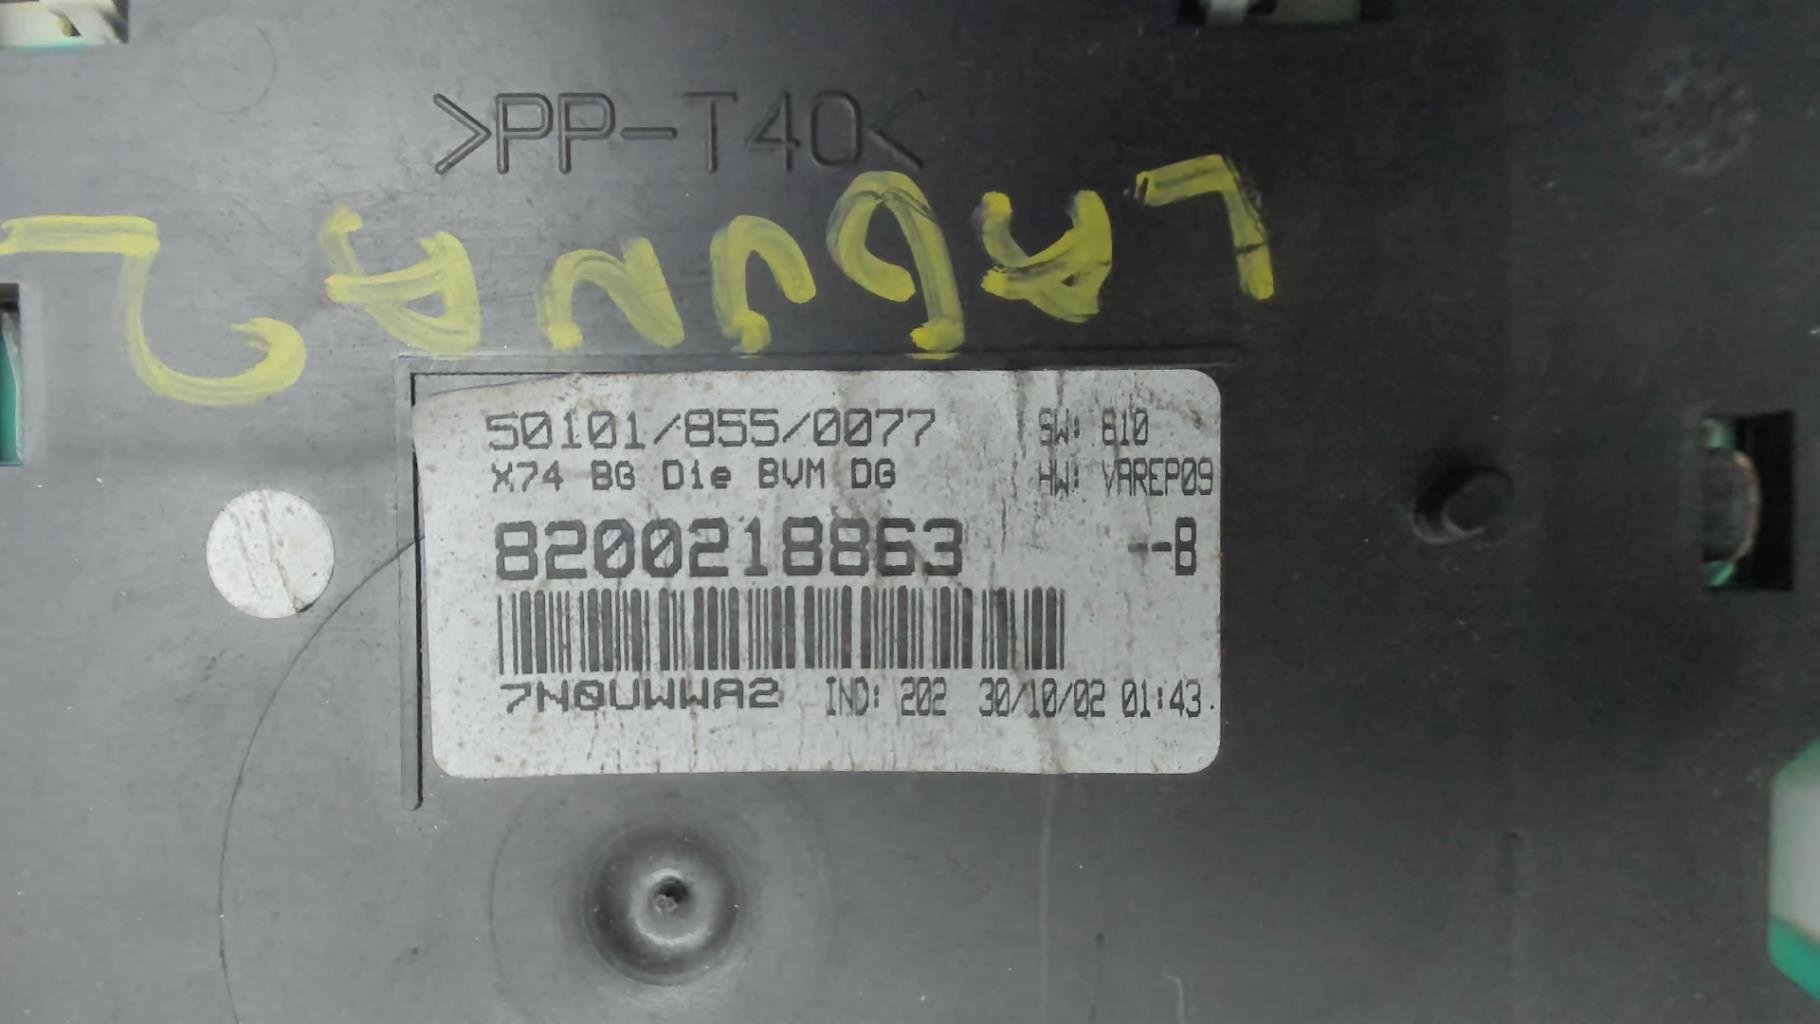 >PP-T40<
LAGUNA 2
50101/855/0077 SW: 810
X74 BG Die BVM DG HW: VAREP09
8200218863 --B
7NQUWWA2 IND: 202 30/10/02 01:43